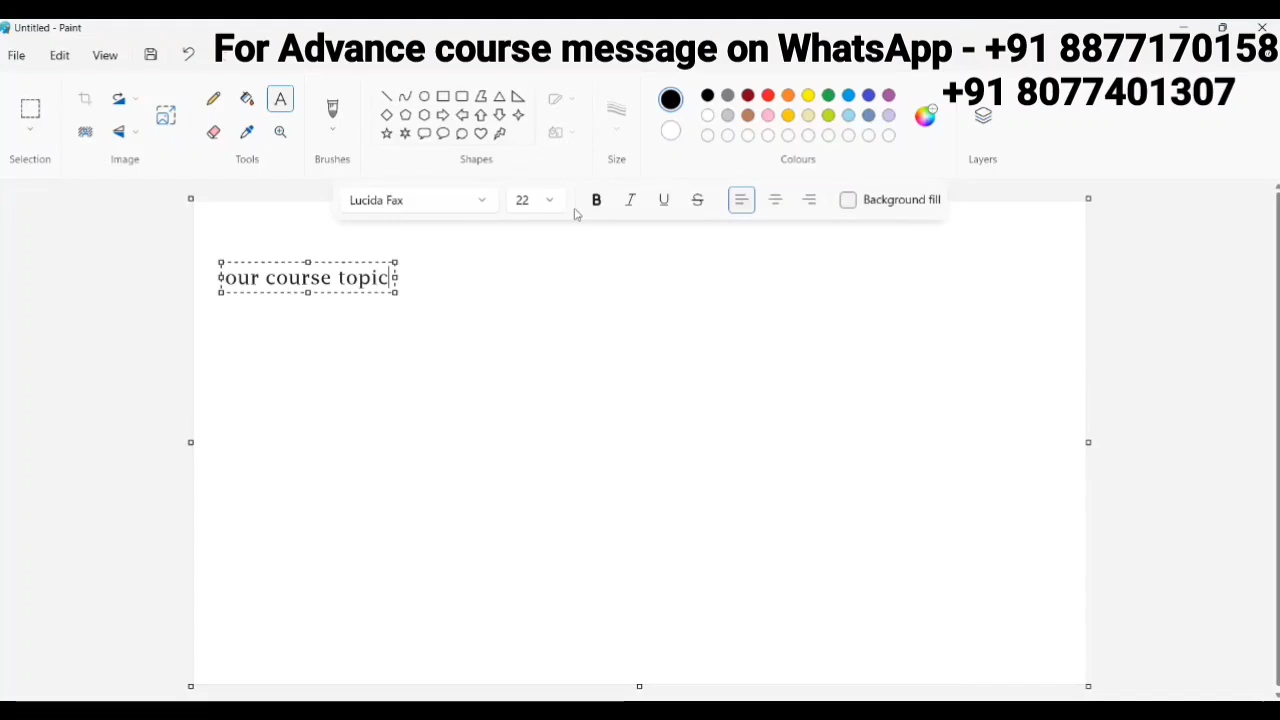 Untitled - Paint
For Advance course message on WhatsApp - +91 8877170158
+91 8077401307
File Edit View
Selection Image Tools Brushes Shapes Size Colours Layers
Lucida Fax 22 B I U S Background fill
our course topic